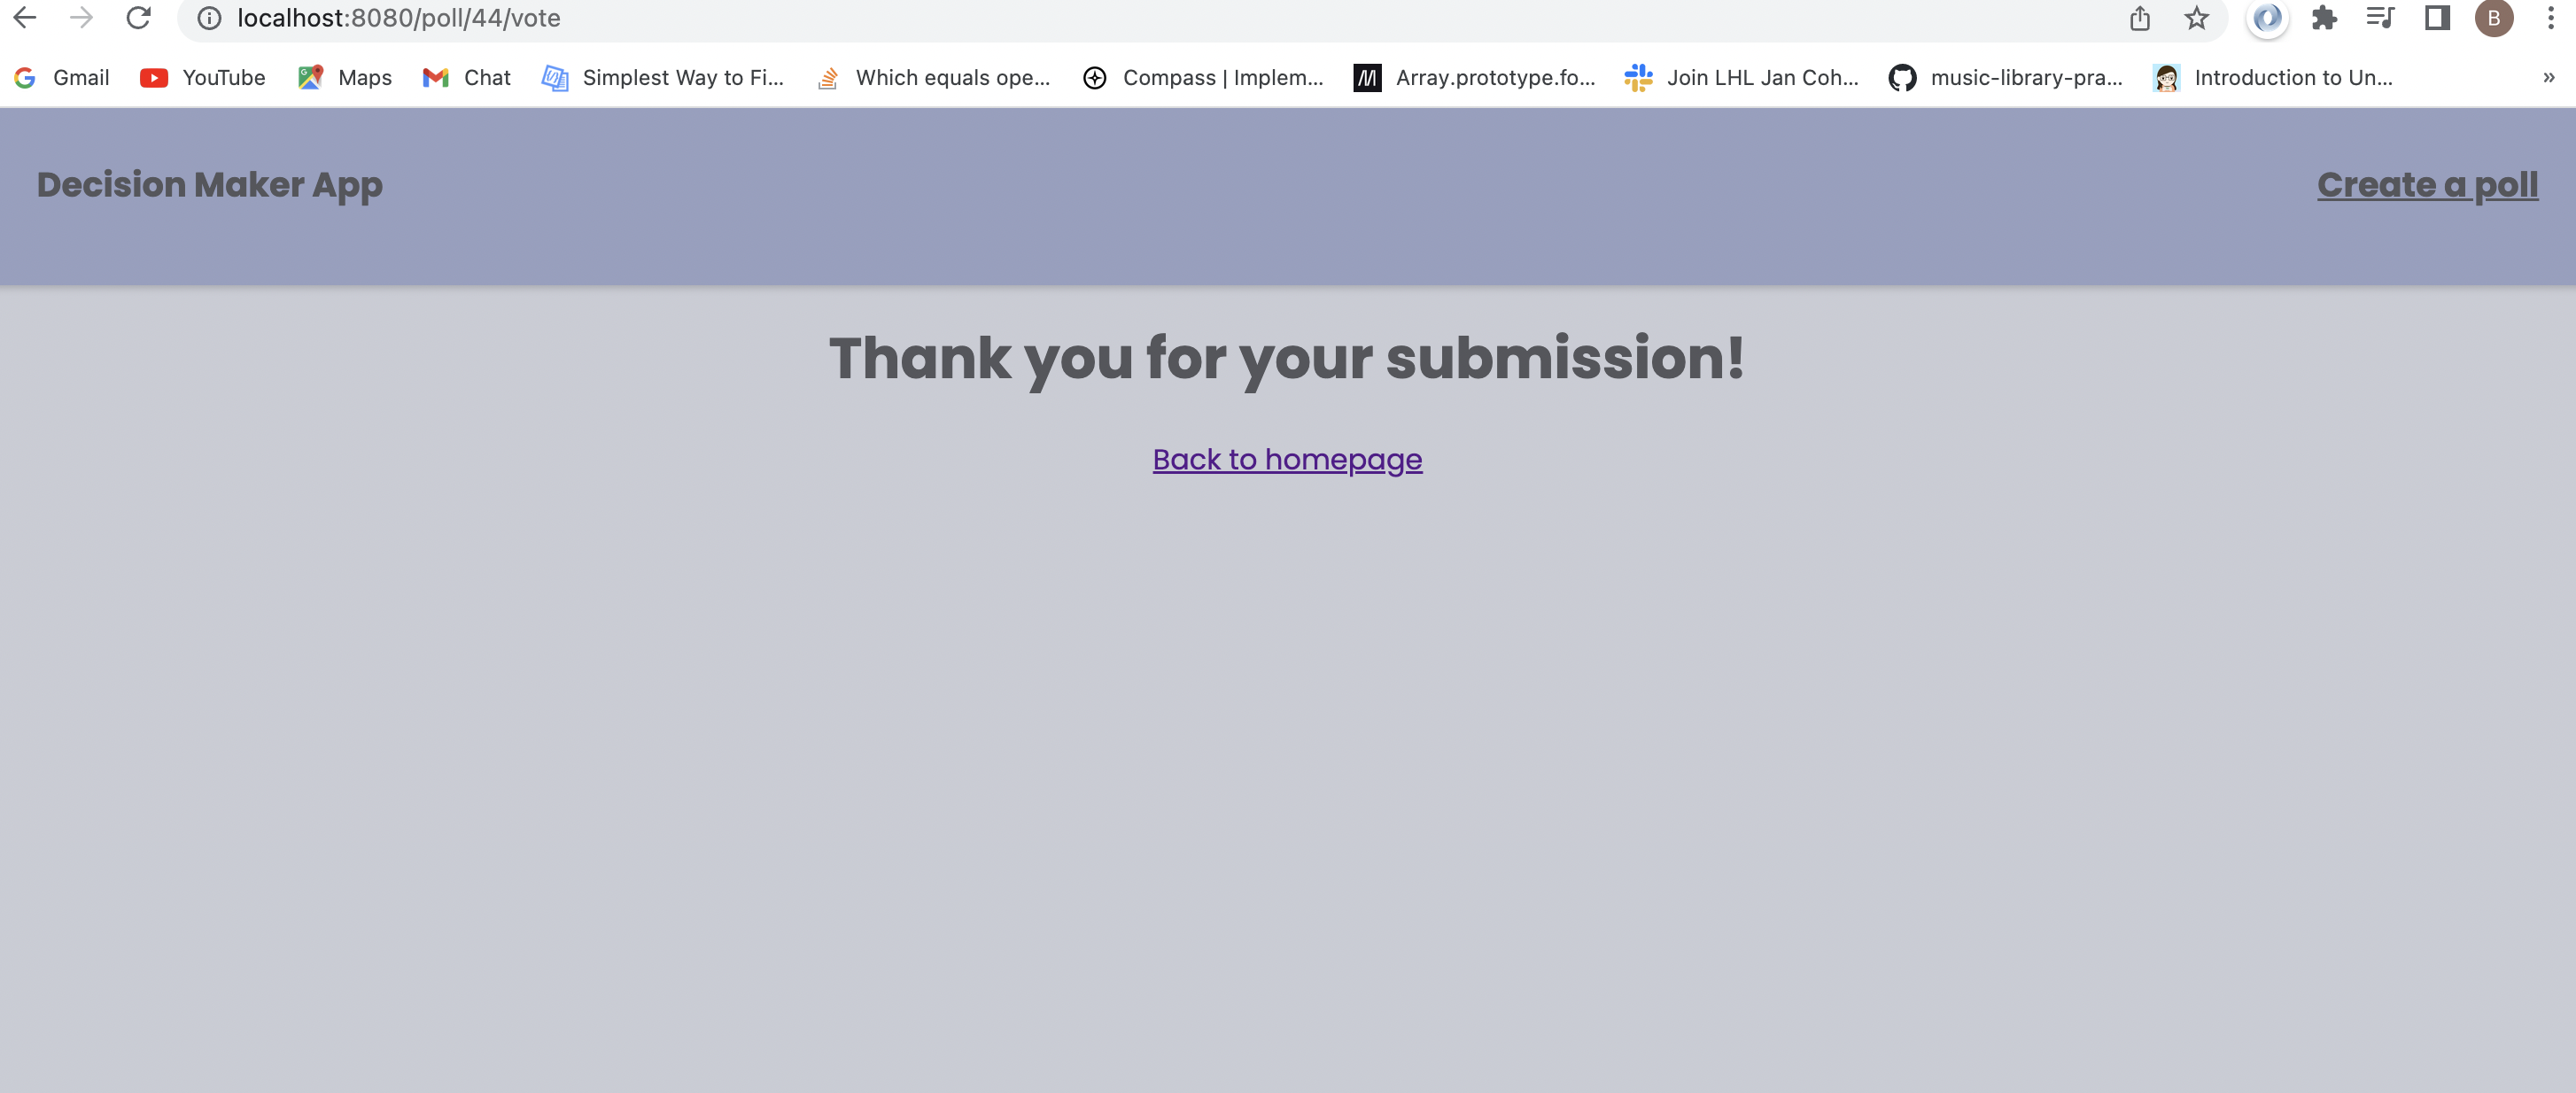 localhost:8080/poll/44/vote
B
Gmail YouTube Maps Chat Simplest Way to Fi... Which equals ope... Compass | Implem... Array.prototype.fo... Join LHL Jan Coh... music-library-pra... Introduction to Un... »
Decision Maker App Create a poll
Thank you for your submission!
Back to homepage